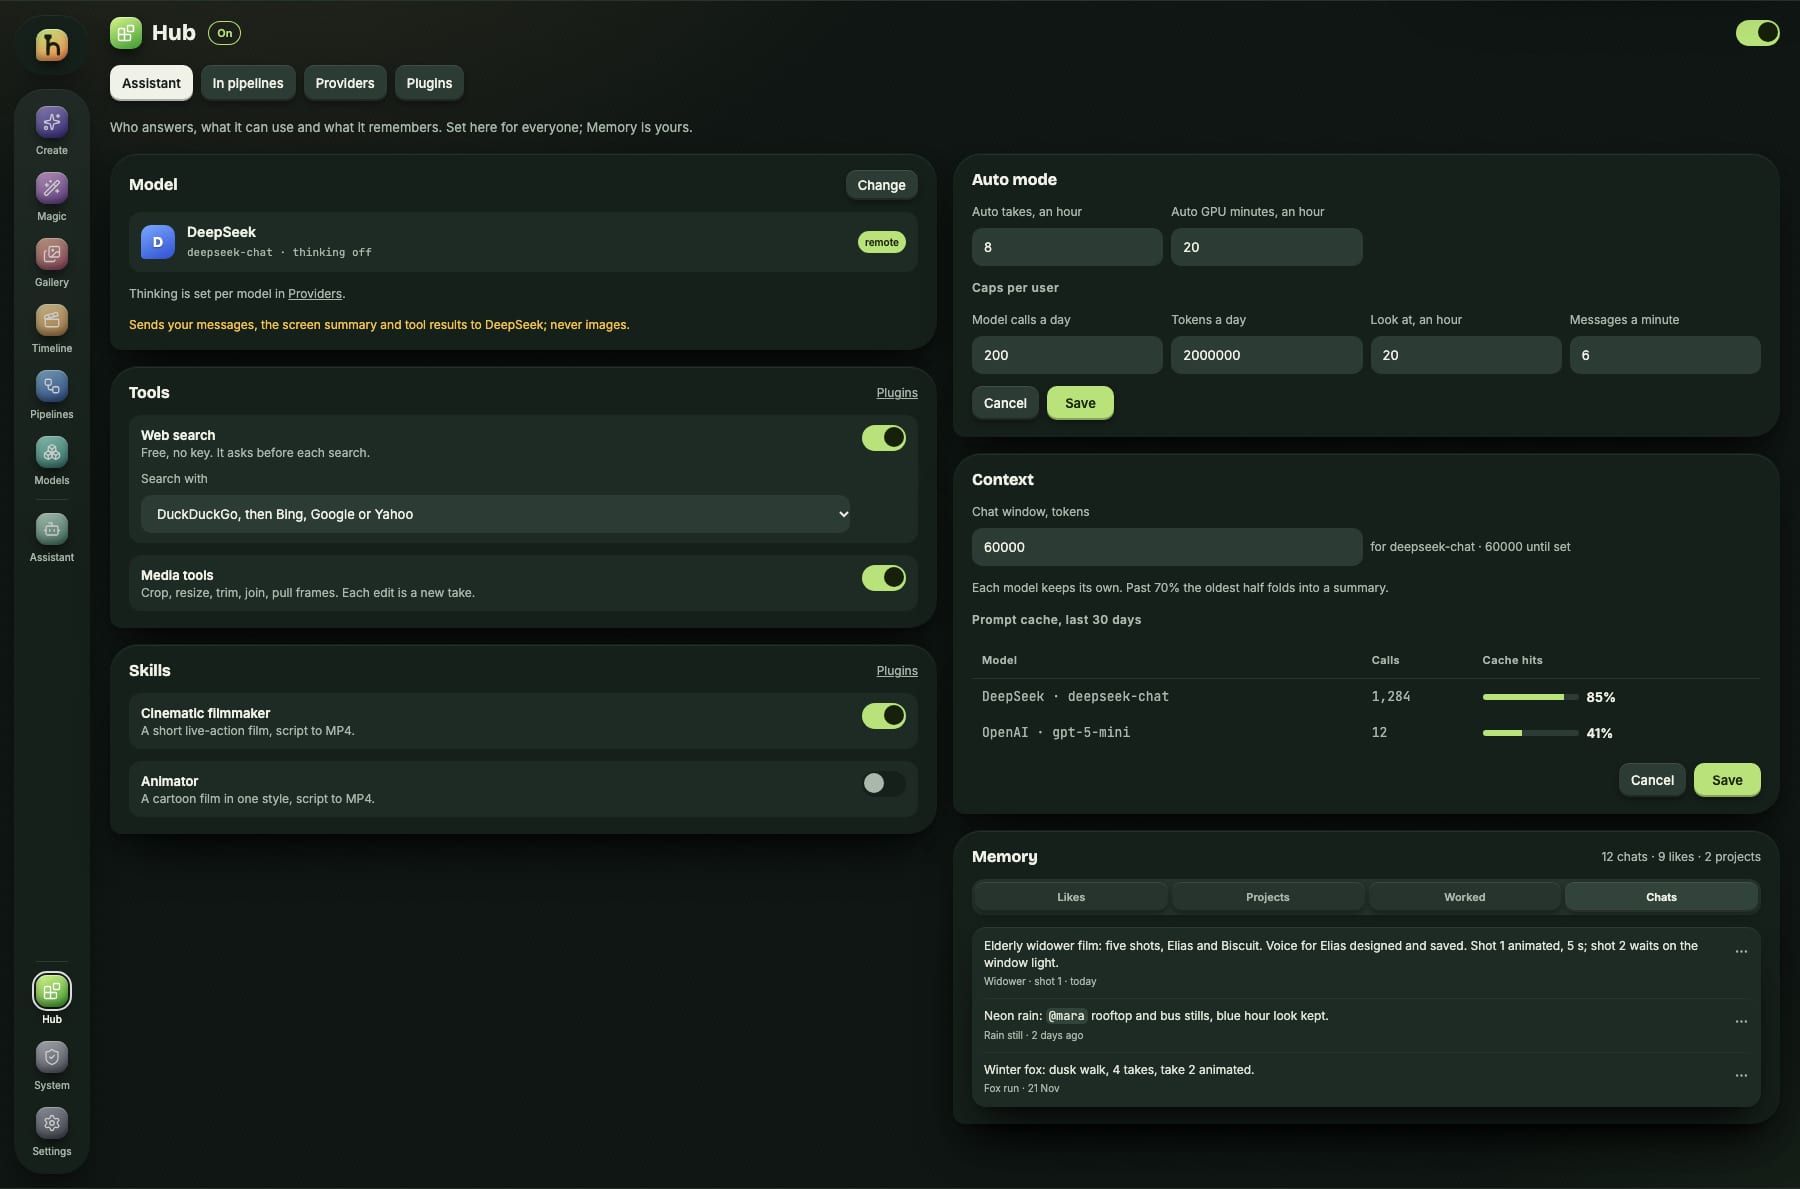 h
Create
Magic
Gallery
Timeline
Pipelines
Models
Assistant
Hub
System
Settings
Hub
On
Assistant
In pipelines
Providers
Plugins
Who answers, what it can use and what it remembers. Set here for everyone; Memory is yours.
Model
Change
D
DeepSeek
deepseek-chat · thinking off
remote
Thinking is set per model in Providers.
Sends your messages, the screen summary and tool results to DeepSeek; never images.
Tools
Plugins
Web search
Free, no key. It asks before each search.
Search with
DuckDuckGo, then Bing, Google or Yahoo
Media tools
Crop, resize, trim, join, pull frames. Each edit is a new take.
Skills
Plugins
Cinematic filmmaker
A short live-action film, script to MP4.
Animator
A cartoon film in one style, script to MP4.
Auto mode
Auto takes, an hour
Auto GPU minutes, an hour
8
20
Caps per user
Model calls a day
Tokens a day
Look at, an hour
Messages a minute
200
2000000
20
6
Cancel
Save
Context
Chat window, tokens
60000
for deepseek-chat · 60000 until set
Each model keeps its own. Past 70% the oldest half folds into a summary.
Prompt cache, last 30 days
Model
Calls
Cache hits
DeepSeek · deepseek-chat
1,284
85%
OpenAI · gpt-5-mini
12
41%
Cancel
Save
Memory
12 chats · 9 likes · 2 projects
Likes
Projects
Worked
Chats
Elderly widower film: five shots, Elias and Biscuit. Voice for Elias designed and saved. Shot 1 animated, 5 s; shot 2 waits on the
window light.
Widower · shot 1 · today
Neon rain: @mara rooftop and bus stills, blue hour look kept.
Rain still · 2 days ago
Winter fox: dusk walk, 4 takes, take 2 animated.
Fox run · 21 Nov